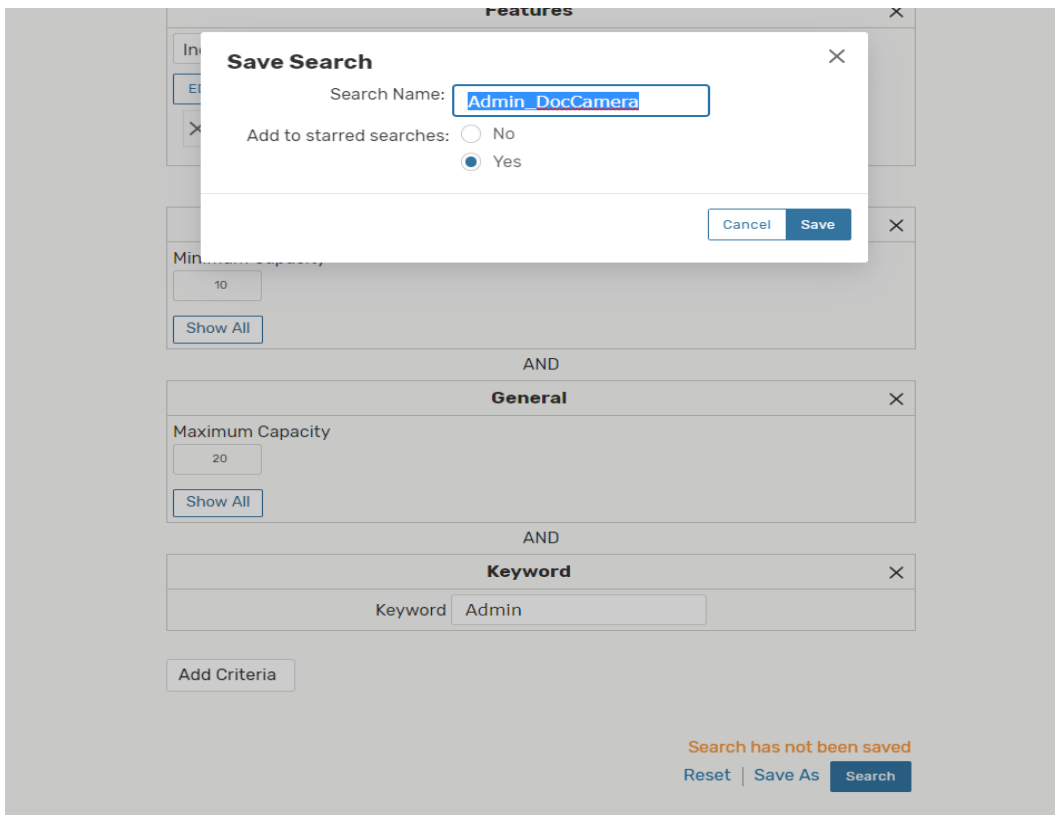 Features
Save Search
Search Name: Admin_DocCamera
Add to starred searches: No
Yes
Cancel Save
10
Show All
AND
General
Maximum Capacity
20
Show All
AND
Keyword
Keyword Admin
Add Criteria
Search has not been saved
Reset | Save As Search